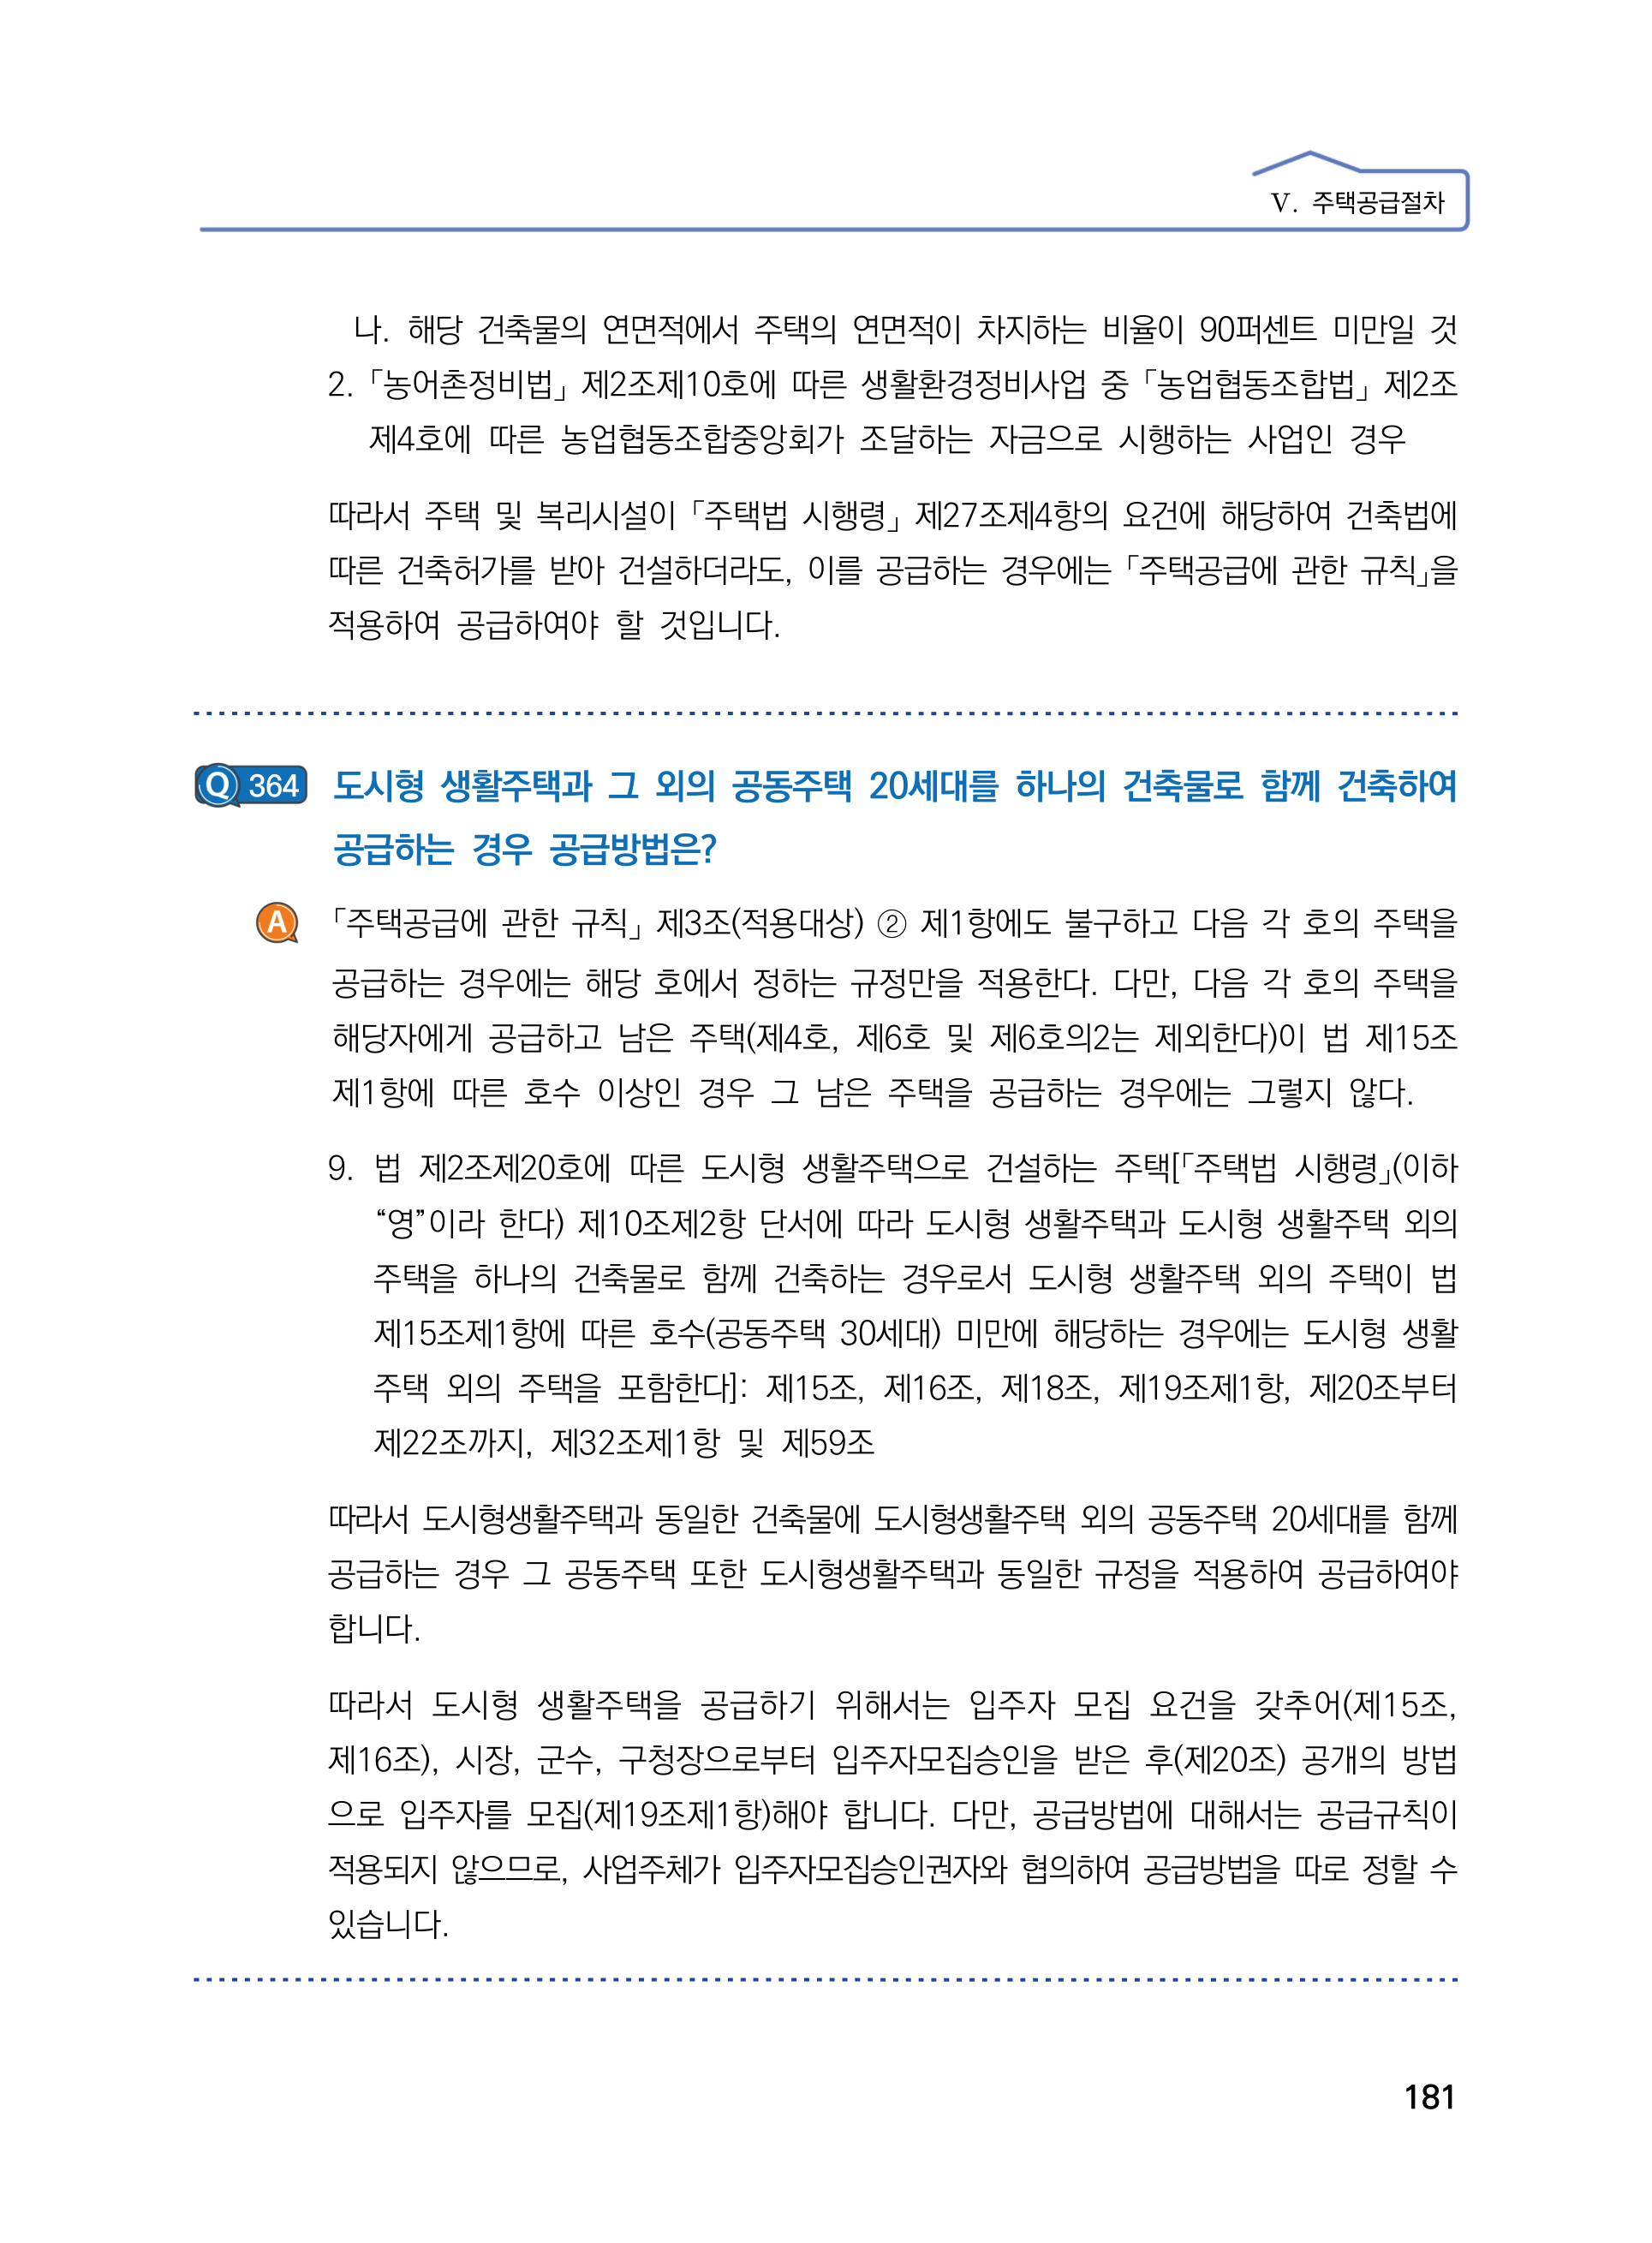 Ⅴ. 주택공급절차
나. 해당 건축물의 연면적에서 주택의 연면적이 차지하는 비율이 90퍼센트 미만일 것
2.「농어촌정비법」제2조제10호에 따른 생활환경정비사업 중「농업협동조합법」제2조
제4호에 따른 농업협동조합중앙회가 조달하는 자금으로 시행하는 사업인 경우
따라서 주택 및 복리시설이「주택법 시행령」제27조제4항의 요건에 해당하여 건축법에
따른 건축허가를 받아 건설하더라도, 이를 공급하는 경우에는「주택공급에 관한 규칙」을
적용하여 공급하여야 할 것입니다.
Q 364 도시형 생활주택과 그 외의 공동주택 20세대를 하나의 건축물로 함께 건축하여
공급하는 경우 공급방법은?
A 「주택공급에 관한 규칙」제3조(적용대상) ② 제1항에도 불구하고 다음 각 호의 주택을
공급하는 경우에는 해당 호에서 정하는 규정만을 적용한다. 다만, 다음 각 호의 주택을
해당자에게 공급하고 남은 주택(제4호, 제6호 및 제6호의2는 제외한다)이 법 제15조
제1항에 따른 호수 이상인 경우 그 남은 주택을 공급하는 경우에는 그렇지 않다.
9. 법 제2조제20호에 따른 도시형 생활주택으로 건설하는 주택[「주택법 시행령」(이하
“영”이라 한다) 제10조제2항 단서에 따라 도시형 생활주택과 도시형 생활주택 외의
주택을 하나의 건축물로 함께 건축하는 경우로서 도시형 생활주택 외의 주택이 법
제15조제1항에 따른 호수(공동주택 30세대) 미만에 해당하는 경우에는 도시형 생활
주택 외의 주택을 포함한다]: 제15조, 제16조, 제18조, 제19조제1항, 제20조부터
제22조까지, 제32조제1항 및 제59조
따라서 도시형생활주택과 동일한 건축물에 도시형생활주택 외의 공동주택 20세대를 함께
공급하는 경우 그 공동주택 또한 도시형생활주택과 동일한 규정을 적용하여 공급하여야
합니다.
따라서 도시형 생활주택을 공급하기 위해서는 입주자 모집 요건을 갖추어(제15조,
제16조), 시장, 군수, 구청장으로부터 입주자모집승인을 받은 후(제20조) 공개의 방법
으로 입주자를 모집(제19조제1항)해야 합니다. 다만, 공급방법에 대해서는 공급규칙이
적용되지 않으므로, 사업주체가 입주자모집승인권자와 협의하여 공급방법을 따로 정할 수
있습니다.
181